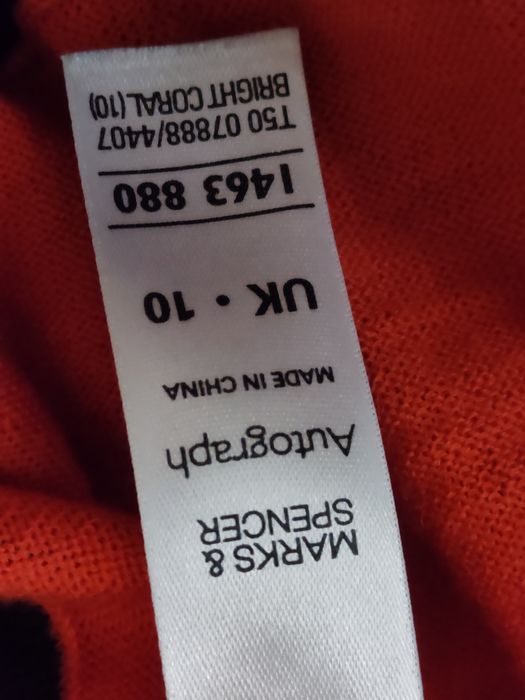 MARKS &
SPENCER
Autograph
MADE IN CHINA
UK • 10
1463 880
T50 07888/4407
BRIGHT CORAL (10)